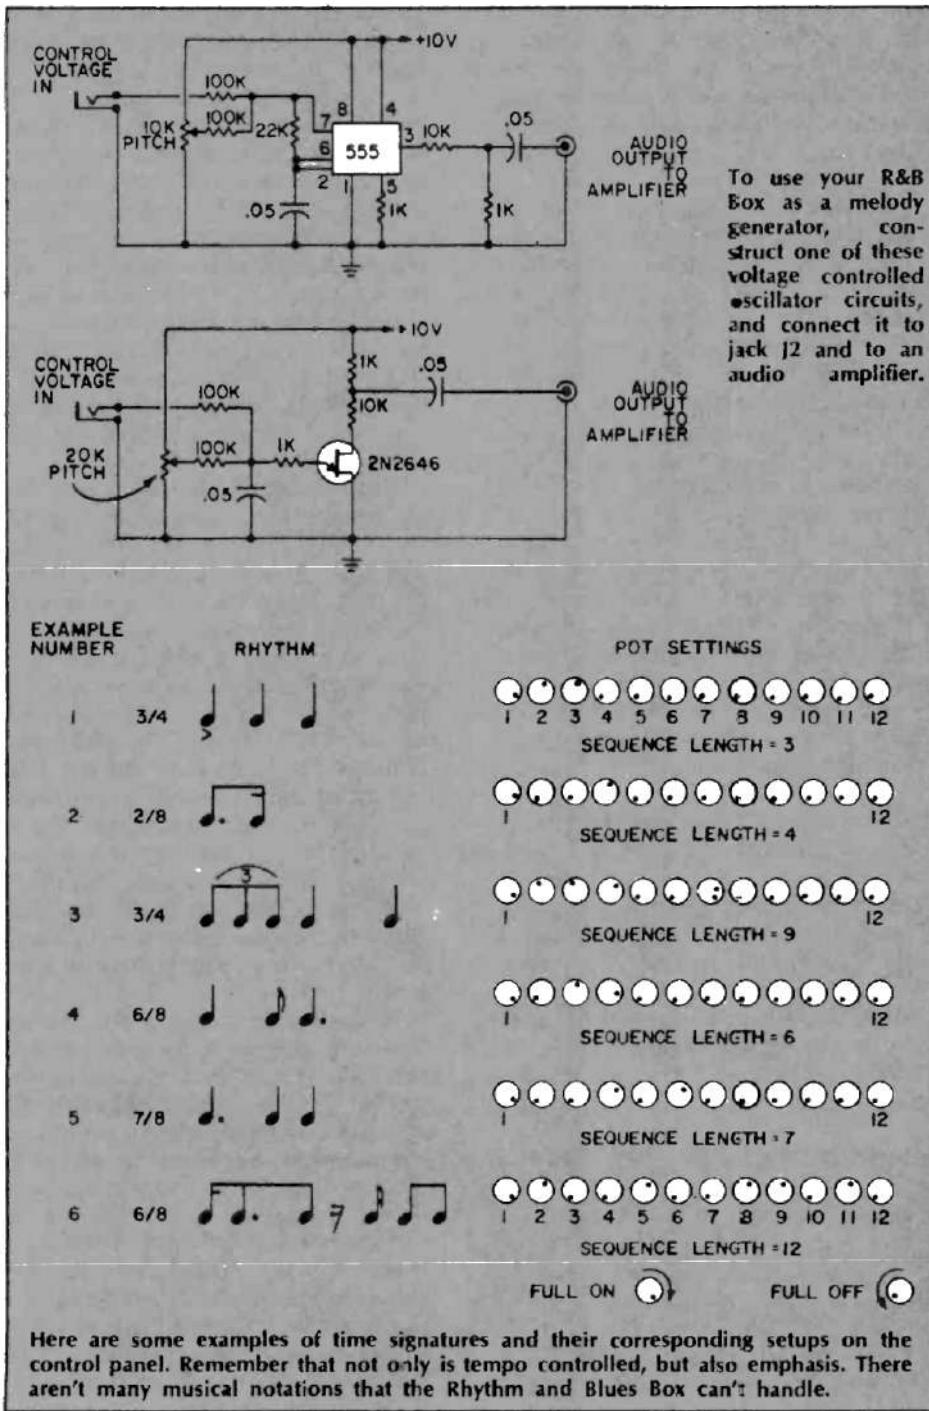 +10V
CONTROL
VOLTAGE
IN
100K
100K
10K
PITCH
22K
7
8
4
6
555
3
10K
.05
2
1
5
.05
1K
1K
AUDIO
OUTPUT
TO
AMPLIFIER
To use your R&B
Box as a melody
generator, con-
struct one of these
voltage controlled
oscillator circuits,
and connect it to
jack J2 and to an
audio amplifier.
+10V
CONTROL
VOLTAGE
IN
100K
1K
.05
10K
AUDIO
OUTPUT
TO
AMPLIFIER
20K
PITCH
100K
1K
2N2646
.05
EXAMPLE
NUMBER
RHYTHM
POT SETTINGS
1 3/4
1 2 3 4 5 6 7 8 9 10 11 12
SEQUENCE LENGTH = 3
2 2/8
1 12
SEQUENCE LENGTH = 4
3 3/4 3
1 12
SEQUENCE LENGTH = 9
4 6/8
1 12
SEQUENCE LENGTH = 6
5 7/8
1 12
SEQUENCE LENGTH = 7
6 6/8
1 2 3 4 5 6 7 8 9 10 11 12
SEQUENCE LENGTH = 12
FULL ON FULL OFF
Here are some examples of time signatures and their corresponding setups on the
control panel. Remember that not only is tempo controlled, but also emphasis. There
aren't many musical notations that the Rhythm and Blues Box can't handle.